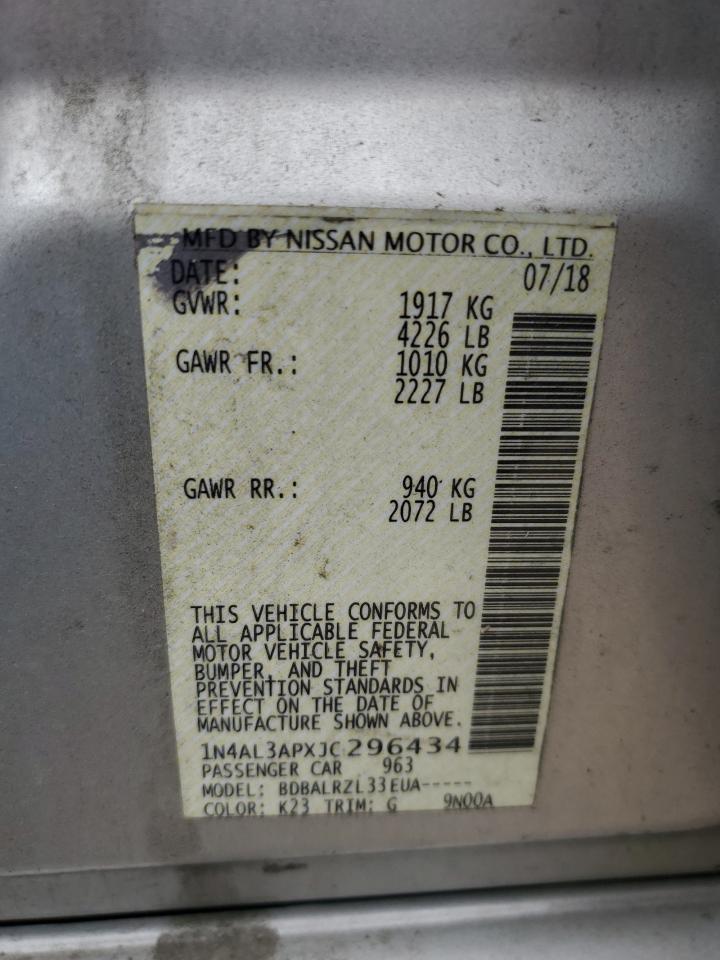 MFD BY NISSAN MOTOR CO., LTD.
DATE: 07/18
GVWR: 1917 KG
4226 LB
GAWR FR.: 1010 KG
2227 LB
GAWR RR.: 940 KG
2072 LB
THIS VEHICLE CONFORMS TO
ALL APPLICABLE FEDERAL
MOTOR VEHICLE SAFETY,
BUMPER, AND THEFT
PREVENTION STANDARDS IN
EFFECT ON THE DATE OF
MANUFACTURE SHOWN ABOVE.
1N4AL3APXJC296434
PASSENGER CAR 963
MODEL: BDBALRZL33EUA-----
COLOR: K23 TRIM: G 9N00A